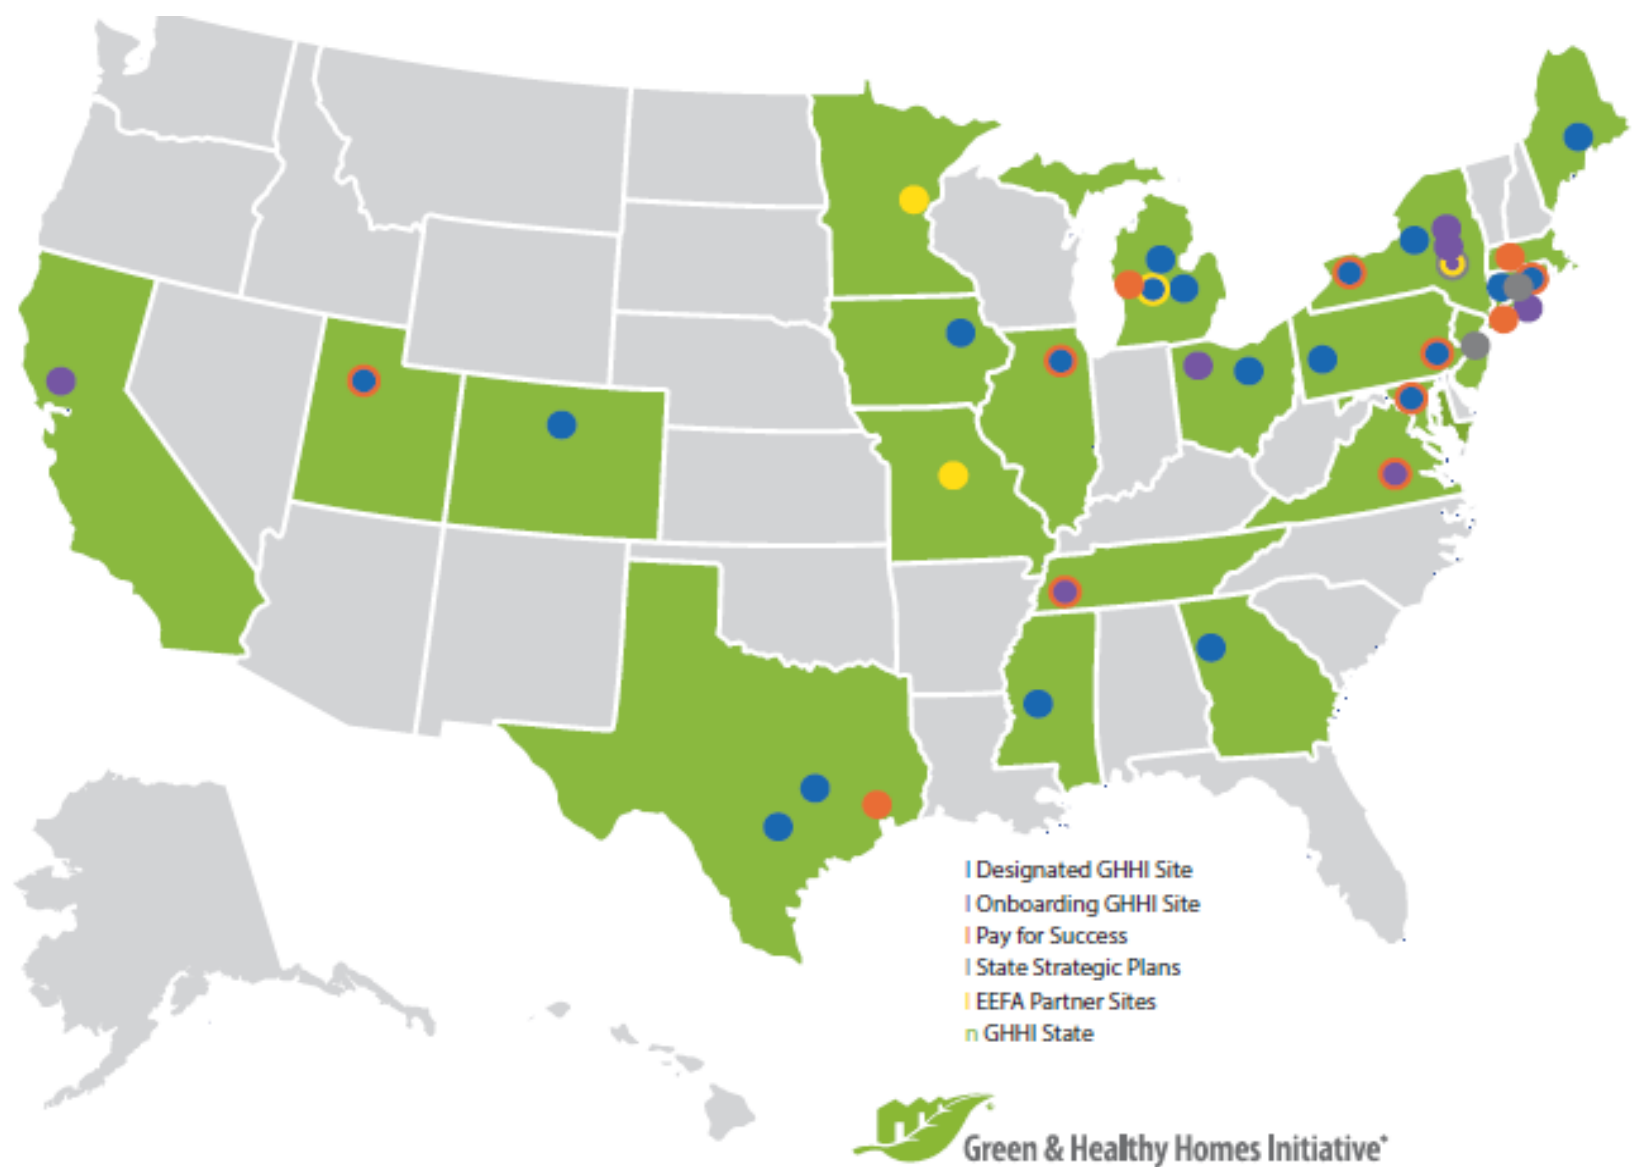 | Designated GHHI Site
| Onboarding GHHI Site
| Pay for Success
| State Strategic Plans
| EEFA Partner Sites
n GHHI State
Green & Healthy Homes Initiative*